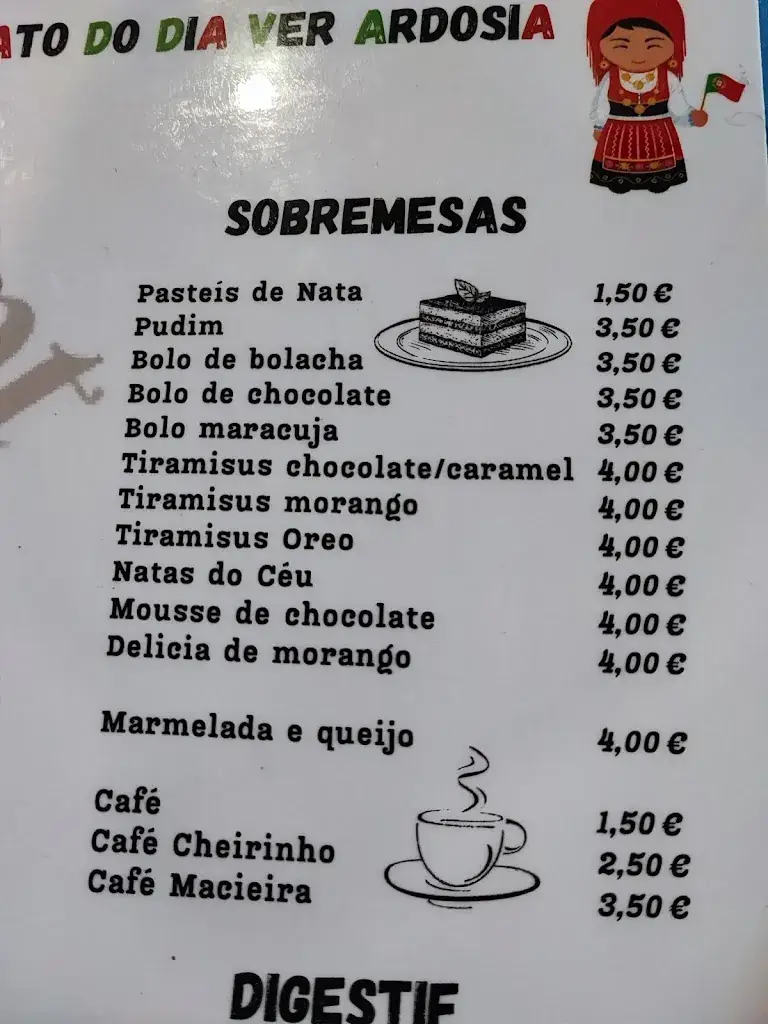 ATO DO DIA VER ARDOSIA
SOBREMESAS
Pasteís de Nata 1,50 €
Pudim 3,50 €
Bolo de bolacha 3,50 €
Bolo de chocolate 3,50 €
Bolo maracuja 3,50 €
Tiramisus chocolate/caramel 4,00 €
Tiramisus morango 4,00 €
Tiramisus Oreo 4,00 €
Natas do Céu 4,00 €
Mousse de chocolate 4,00 €
Delicia de morango 4,00 €
Marmelada e queijo 4,00 €
Café 1,50 €
Café Cheirinho 2,50 €
Café Macieira 3,50 €
DIGESTIF